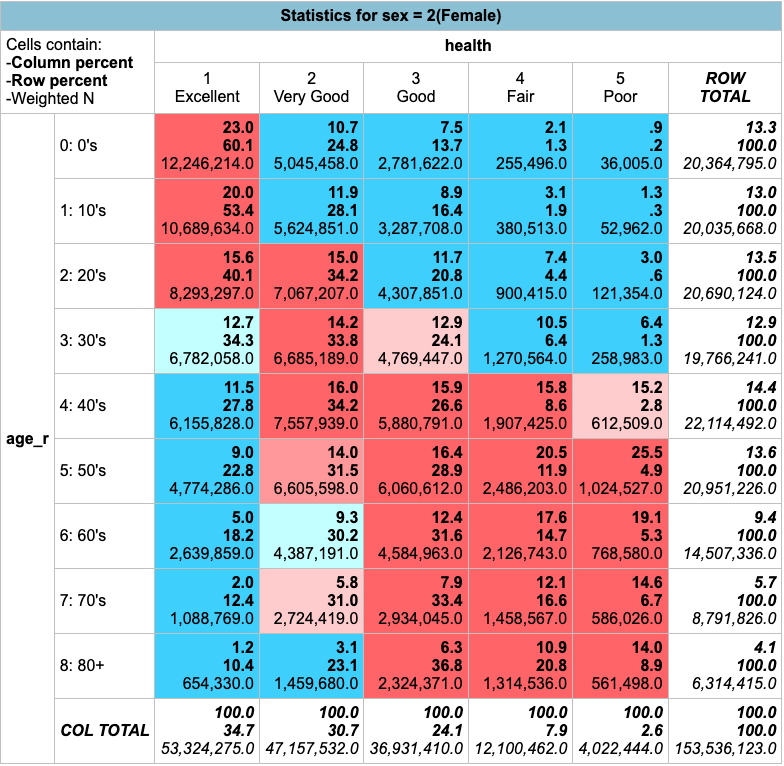 Statistics for sex = 2(Female)
Cells contain:
-Column percent
-Row percent
-Weighted N
health
1
Excellent
2
Very Good
3
Good
4
Fair
5
Poor
ROW
TOTAL
age_r
0: 0's
23.0 10.7 7.5 2.1 .9 13.3
60.1 24.8 13.7 1.3 .2 100.0
12,246,214.0 5,045,458.0 2,781,622.0 255,496.0 36,005.0 20,364,795.0
1: 10's
20.0 11.9 8.9 3.1 1.3 13.0
53.4 28.1 16.4 1.9 .3 100.0
10,689,634.0 5,624,851.0 3,287,708.0 380,513.0 52,962.0 20,035,668.0
2: 20's
15.6 15.0 11.7 7.4 3.0 13.5
40.1 34.2 20.8 4.4 .6 100.0
8,293,297.0 7,067,207.0 4,307,851.0 900,415.0 121,354.0 20,690,124.0
3: 30's
12.7 14.2 12.9 10.5 6.4 12.9
34.3 33.8 24.1 6.4 1.3 100.0
6,782,058.0 6,685,189.0 4,769,447.0 1,270,564.0 258,983.0 19,766,241.0
4: 40's
11.5 16.0 15.9 15.8 15.2 14.4
27.8 34.2 26.6 8.6 2.8 100.0
6,155,828.0 7,557,939.0 5,880,791.0 1,907,425.0 612,509.0 22,114,492.0
5: 50's
9.0 14.0 16.4 20.5 25.5 13.6
22.8 31.5 28.9 11.9 4.9 100.0
4,774,286.0 6,605,598.0 6,060,612.0 2,486,203.0 1,024,527.0 20,951,226.0
6: 60's
5.0 9.3 12.4 17.6 19.1 9.4
18.2 30.2 31.6 14.7 5.3 100.0
2,639,859.0 4,387,191.0 4,584,963.0 2,126,743.0 768,580.0 14,507,336.0
7: 70's
2.0 5.8 7.9 12.1 14.6 5.7
12.4 31.0 33.4 16.6 6.7 100.0
1,088,769.0 2,724,419.0 2,934,045.0 1,458,567.0 586,026.0 8,791,826.0
8: 80+
1.2 3.1 6.3 10.9 14.0 4.1
10.4 23.1 36.8 20.8 8.9 100.0
654,330.0 1,459,680.0 2,324,371.0 1,314,536.0 561,498.0 6,314,415.0
COL TOTAL
100.0 100.0 100.0 100.0 100.0 100.0
34.7 30.7 24.1 7.9 2.6 100.0
53,324,275.0 47,157,532.0 36,931,410.0 12,100,462.0 4,022,444.0 153,536,123.0